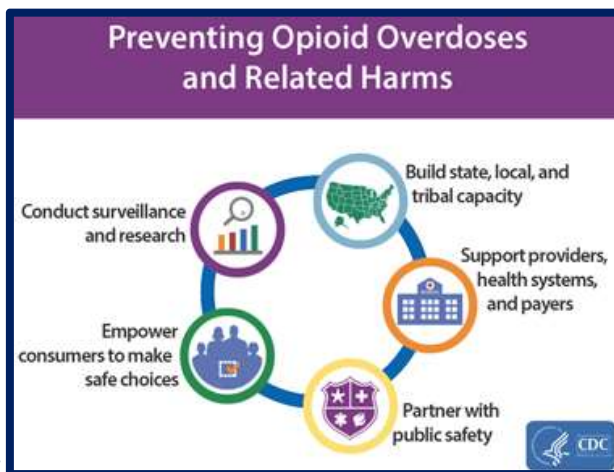 Preventing Opioid Overdoses
and Related Harms
Build state, local, and
tribal capacity
Conduct surveillance
and research
Support providers,
health systems,
and payers
Empower
consumers to make
safe choices
Partner with
public safety
CDC